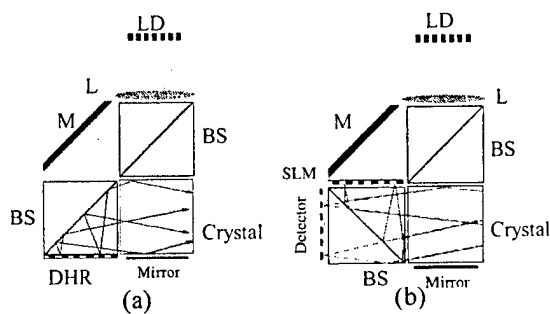 LD
L
M
BS
BS
Crystal
DHR
Mirror
(a)
LD
L
M
BS
SLM
Detector
Crystal
BS
Mirror
(b)